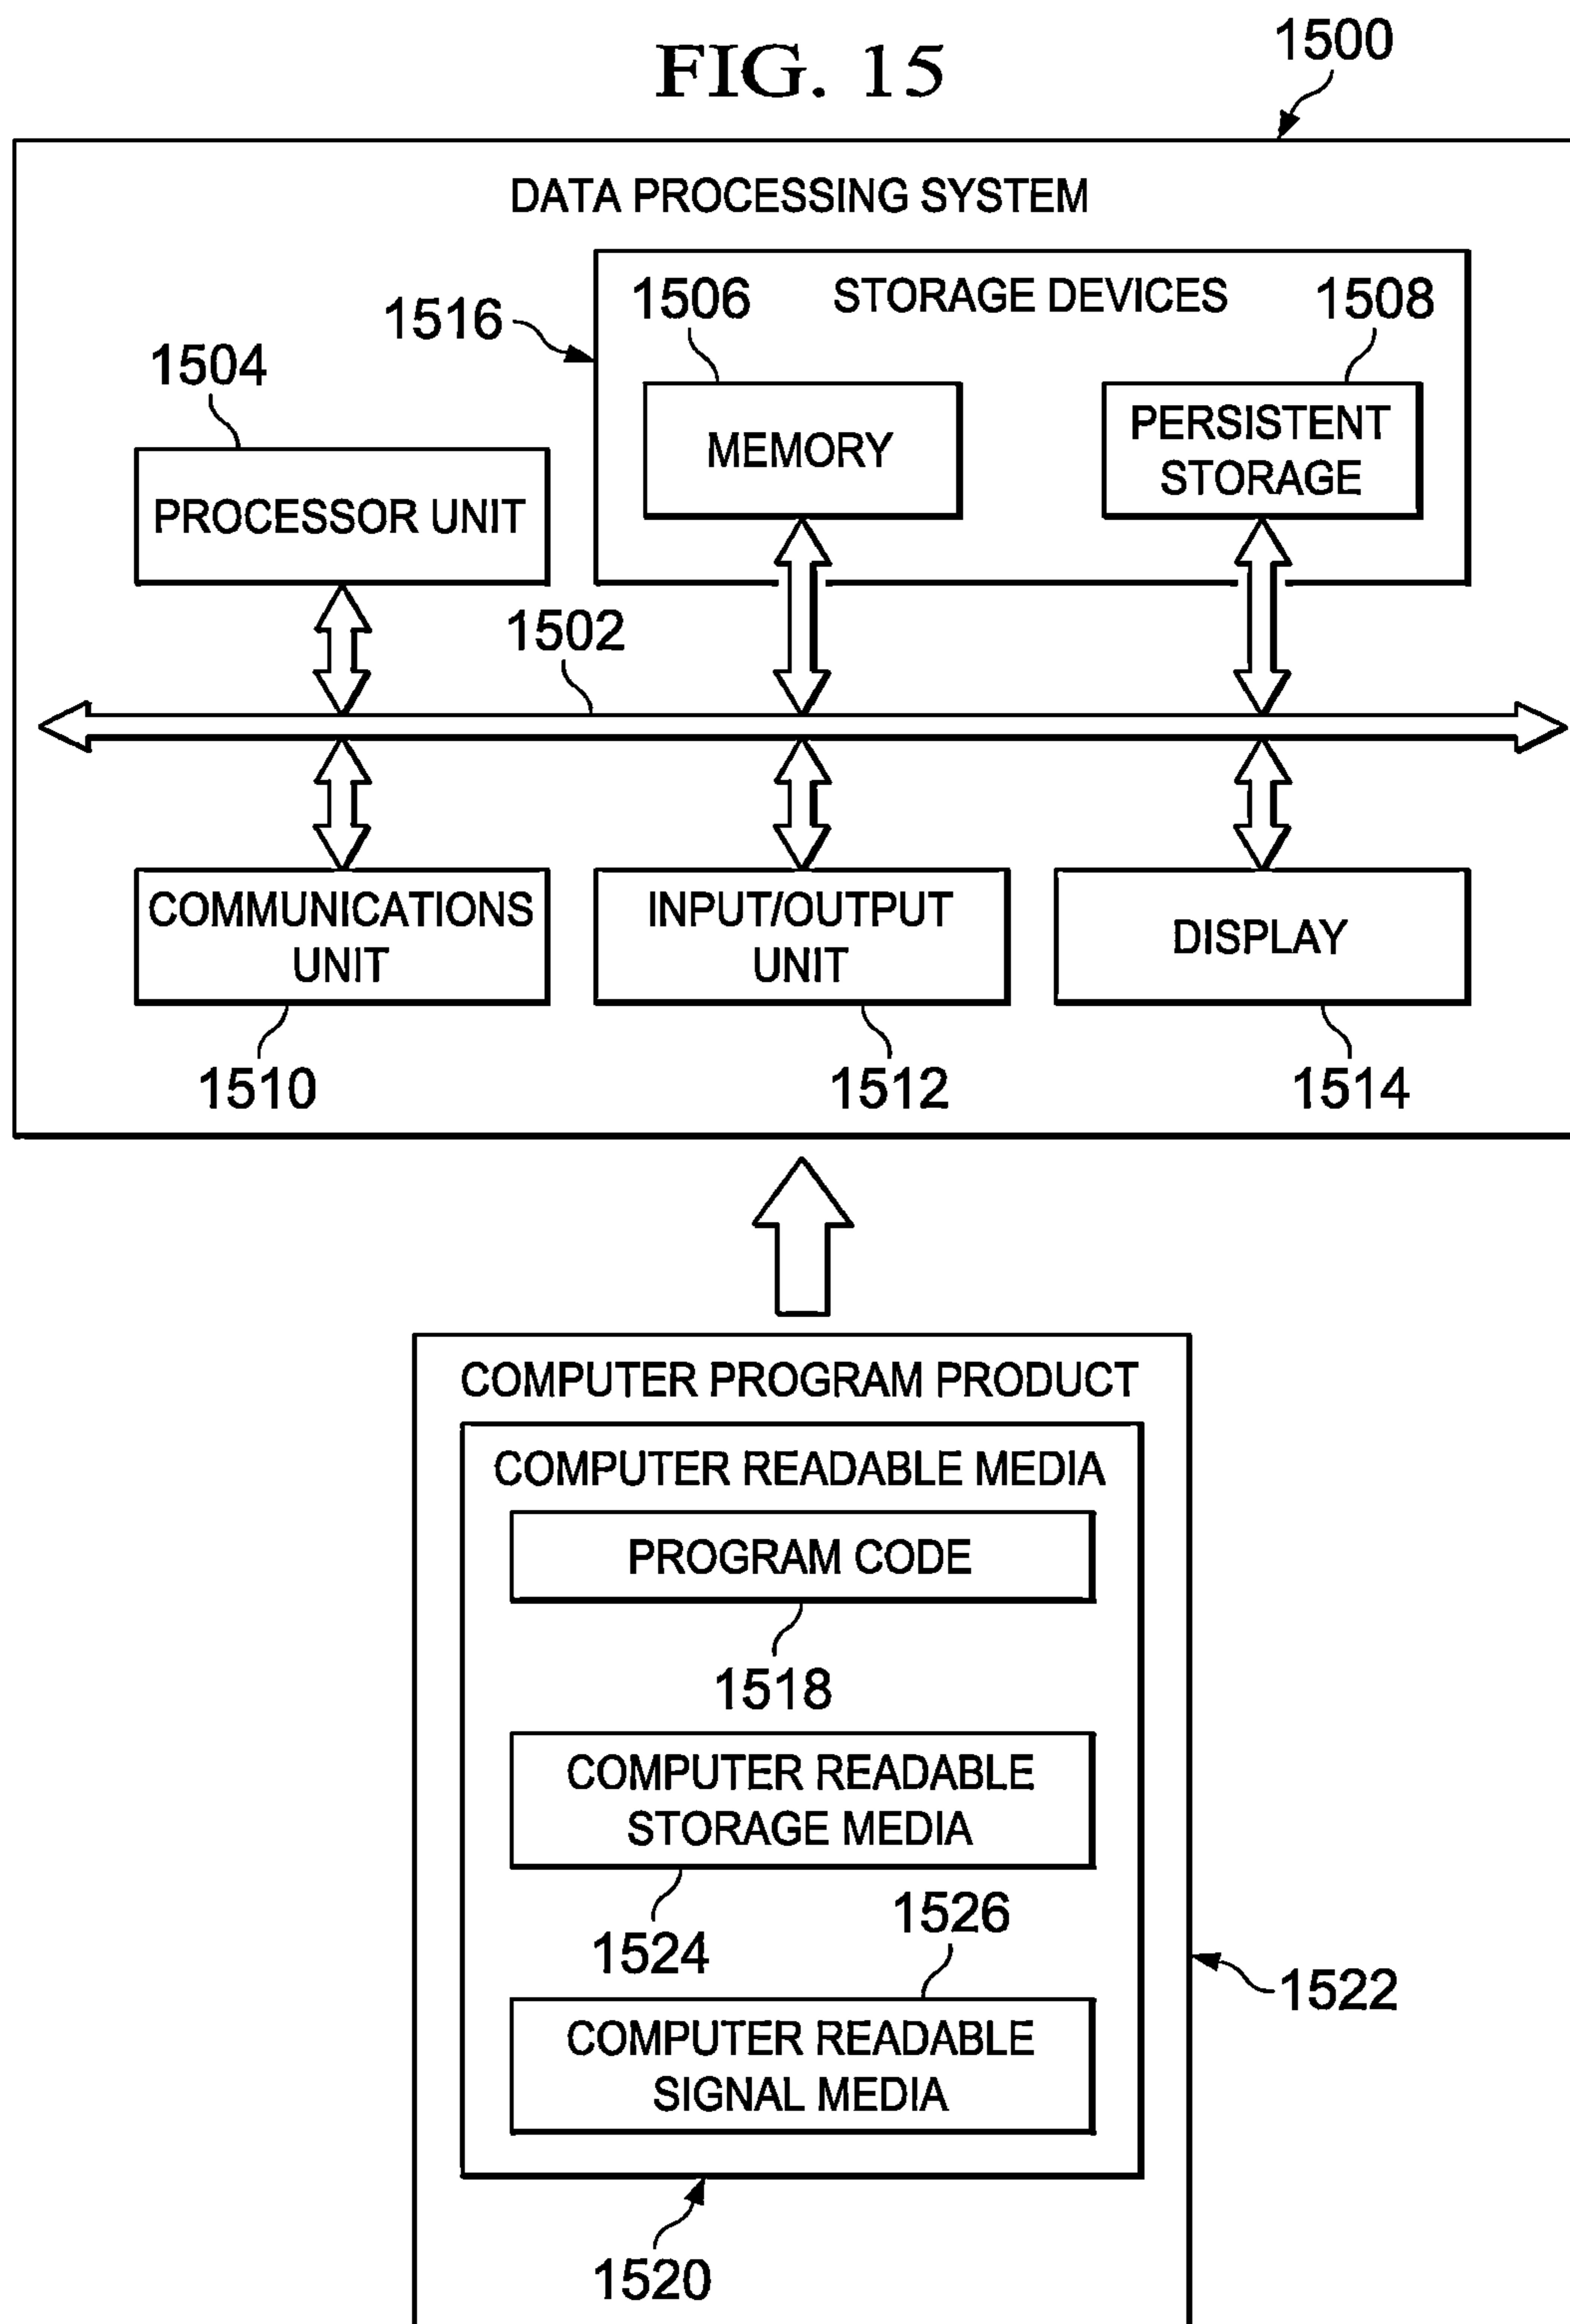 FIG. 15
1500
DATA PROCESSING SYSTEM
STORAGE DEVICES
1516
1506
1508
1504
MEMORY
PERSISTENT
STORAGE
PROCESSOR UNIT
1502
COMMUNICATIONS
UNIT
INPUT/OUTPUT
UNIT
DISPLAY
1510
1512
1514
COMPUTER PROGRAM PRODUCT
COMPUTER READABLE MEDIA
PROGRAM CODE
1518
COMPUTER READABLE
STORAGE MEDIA
1524
1526
COMPUTER READABLE
SIGNAL MEDIA
1522
1520